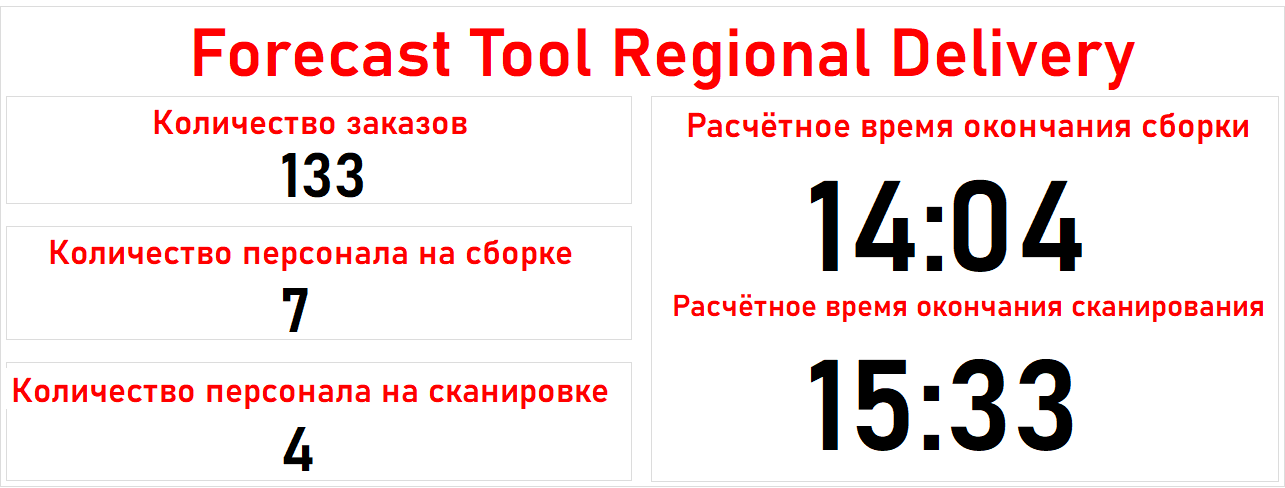 Forecast Tool Regional Delivery
Количество заказов
133
Количество персонала на сборке
7
Количество персонала на сканировке
4
Расчётное время окончания сборки
14:04
Расчётное время окончания сканирования
15:33